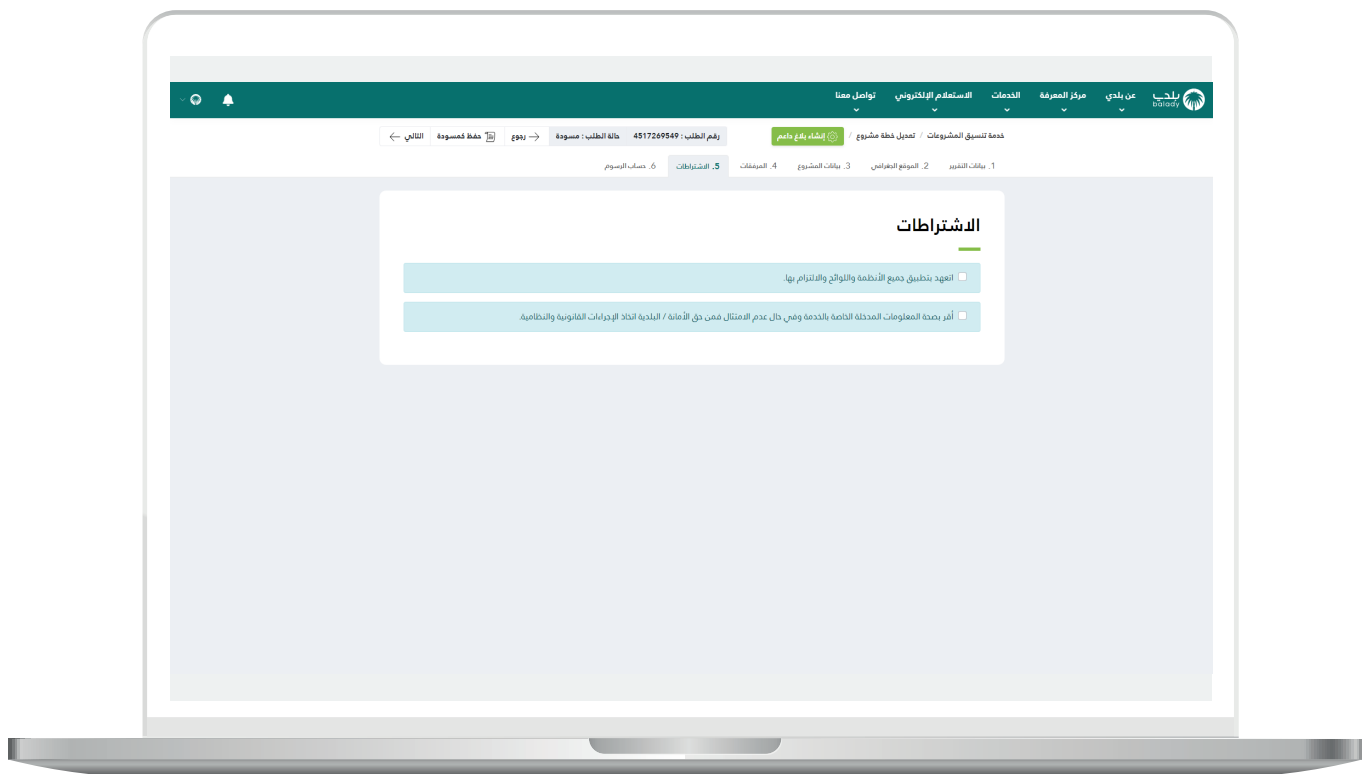 بلدي
balady
عن بلدي
مركز المعرفة
الخدمات
الاستعلام الإلكتروني
تواصل معنا
خدمة تنسيق المشروعات / تعديل خطة مشروع /
إنشاء بلاغ داعم
رقم الطلب : 4517269549
حالة الطلب : مسودة
رجوع
حفظ كمسودة
التالي
1. بيانات التقرير
2. الموقع الجغرافي
3. بيانات المشروع
4. المرفقات
5. الاشتراطات
6. حساب الرسوم
الاشتراطات
اتعهد بتطبيق جميع الأنظمة واللوائح والالتزام بها.
أقر بصحة المعلومات المدخلة الخاصة بالخدمة وفي حال عدم الامتثال فمن حق الأمانة / البلدية اتخاذ الإجراءات القانونية والنظامية.